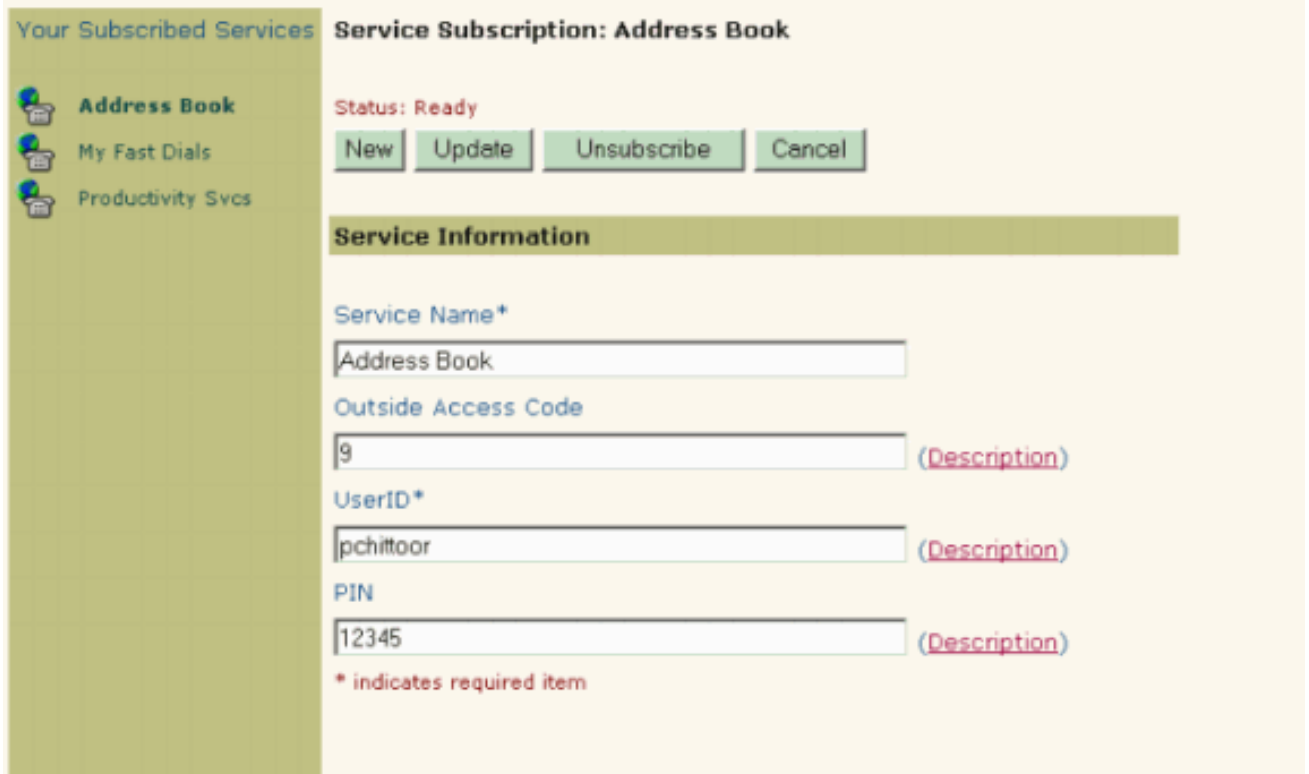 Your Subscribed Services
Address Book
My Fast Dials
Productivity Svcs
Service Subscription: Address Book
Status: Ready
New Update Unsubscribe Cancel
Service Information
Service Name*
Address Book
Outside Access Code
9 (Description)
UserID*
pchittoor (Description)
PIN
12345 (Description)
* indicates required item